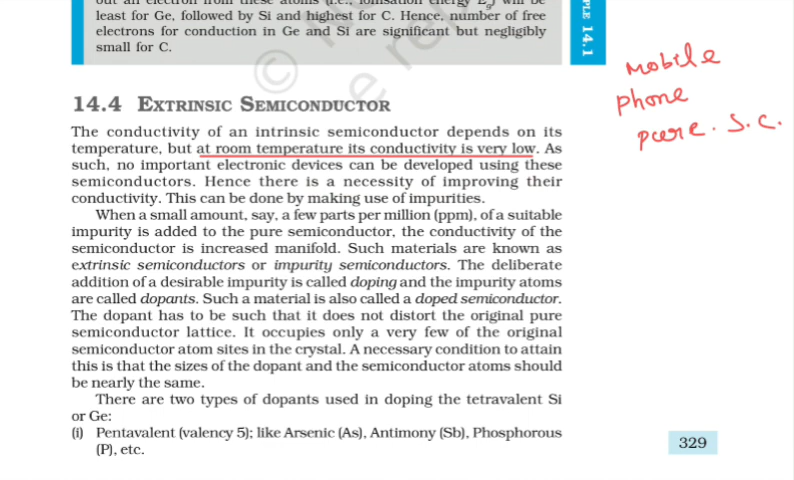 least for Ge, followed by Si and highest for C. Hence, number of free
electrons for conduction in Ge and Si are significant but negligibly
small for C.
PLE 14.1
14.4 EXTRINSIC SEMICONDUCTOR
The conductivity of an intrinsic semiconductor depends on its
temperature, but at room temperature its conductivity is very low. As
such, no important electronic devices can be developed using these
semiconductors. Hence there is a necessity of improving their
conductivity. This can be done by making use of impurities.
When a small amount, say, a few parts per million (ppm), of a suitable
impurity is added to the pure semiconductor, the conductivity of the
semiconductor is increased manifold. Such materials are known as
extrinsic semiconductors or impurity semiconductors. The deliberate
addition of a desirable impurity is called doping and the impurity atoms
are called dopants. Such a material is also called a doped semiconductor.
The dopant has to be such that it does not distort the original pure
semiconductor lattice. It occupies only a very few of the original
semiconductor atom sites in the crystal. A necessary condition to attain
this is that the sizes of the dopant and the semiconductor atoms should
be nearly the same.
There are two types of dopants used in doping the tetravalent Si
or Ge:
(i) Pentavalent (valency 5); like Arsenic (As), Antimony (Sb), Phosphorous
(P), etc.
mobile
phone
pure. S.C.
329